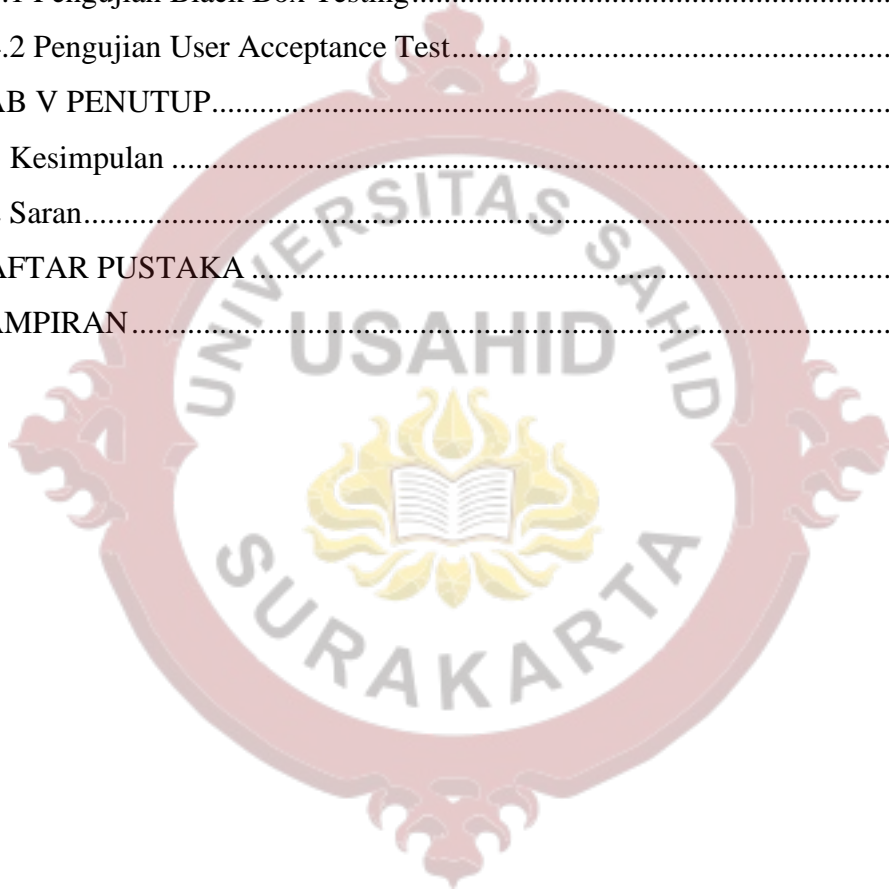 .1 Pengujian Black Box Testing
.2 Pengujian User Acceptance Test
AB V PENUTUP
Kesimpulan
Saran
AFTAR PUSTAKA
AMPIRAN
UNIVERSITAS SAHID
USAHID
SURAKARTA